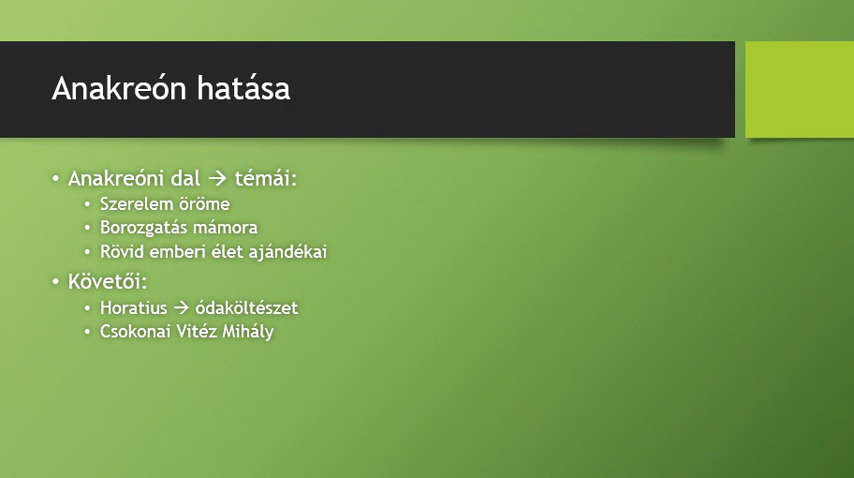 Anakreón hatása
• Anakreóni dal → témái:
• Szerelem öröme
• Borozgatás mámora
• Rövid emberi élet ajándékai
• Követői:
• Horatius → ódaköltészet
• Csokonai Vitéz Mihály